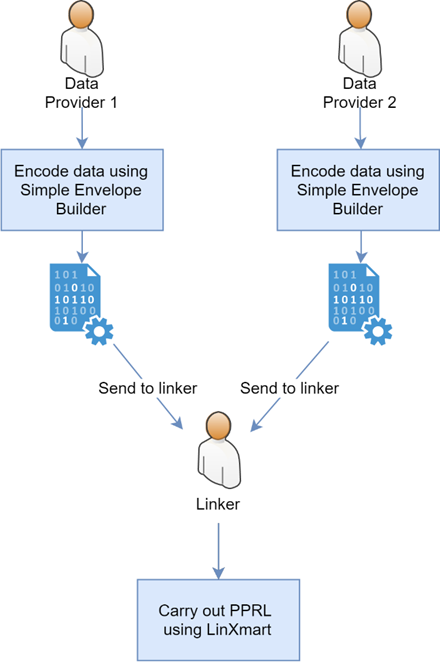 Data
Provider 1
Data
Provider 2
Encode data using
Simple Envelope
Builder
Encode data using
Simple Envelope
Builder
101
01010
10110
10100
010
101
01010
10110
10100
010
Send to linker
Send to linker
Linker
Carry out PPRL
using LinXmart